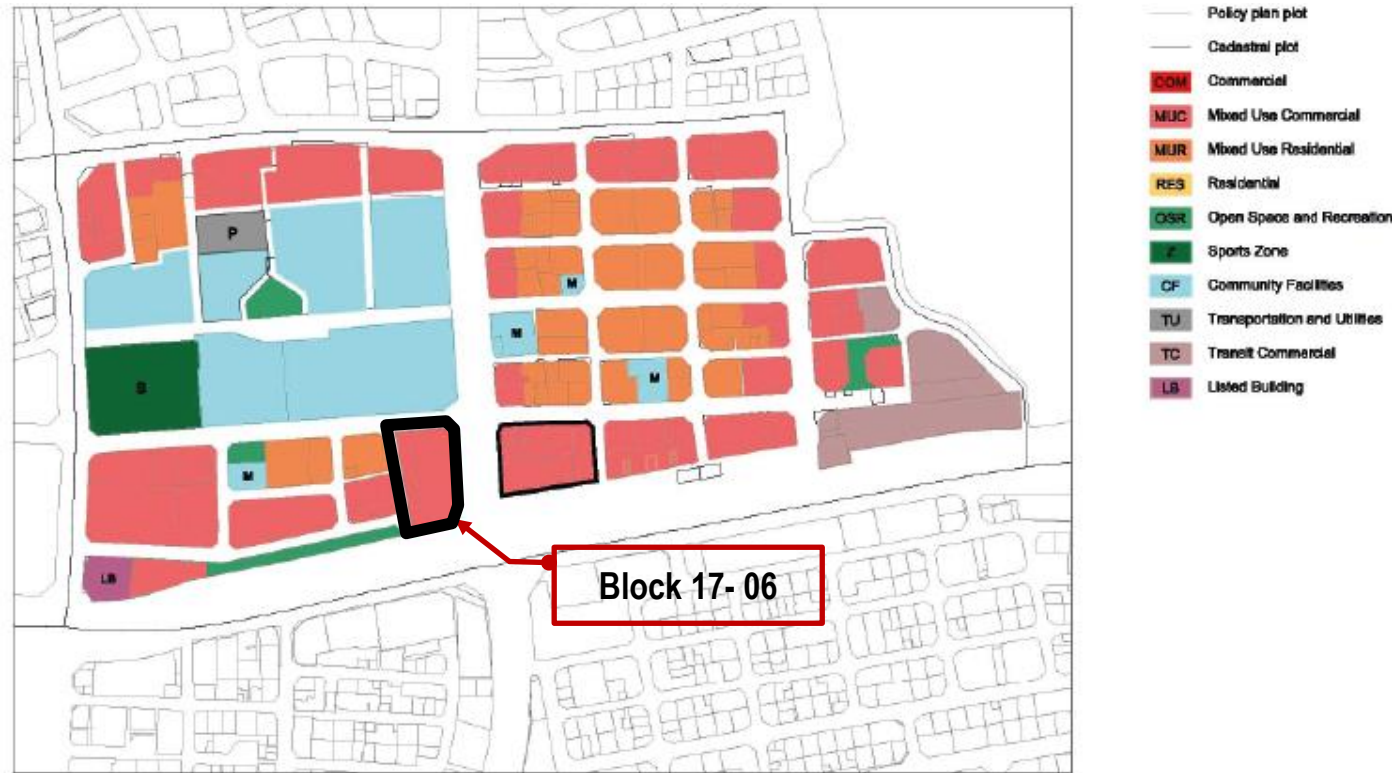 Policy plan plot
Cadastral plot
COM Commercial
MUC Mixed Use Commercial
MUR Mixed Use Residential
RES Residential
OSR Open Space and Recreation
Sports Zone
CF Community Facilities
TU Transportation and Utilities
TC Transit Commercial
LB Listed Building
P
M
M
S
M
M
LB
Block 17- 06